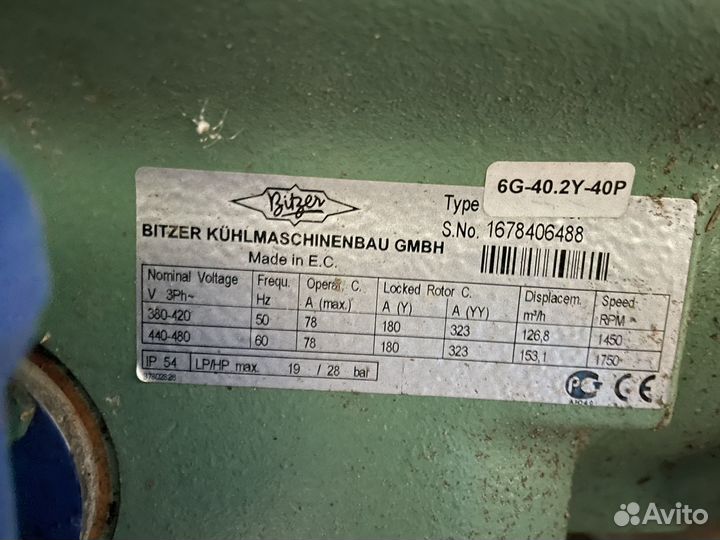 Bitzer
Type 6G-40.2Y-40P
BITZER KÜHLMASCHINENBAU GMBH
S.No. 1678406488
Made in E.C.
Nominal Voltage Frequ. Operat. C. Locked Rotor C. Displacem. Speed
V 3Ph~ Hz A (max.) A (Y) A (YY) m³/h RPM
380-420 50 78 180 323 126,8 1450
440-480 60 78 180 323 153,1 1750
IP 54 LP/HP max. 19 / 28 bar
CE
Avito